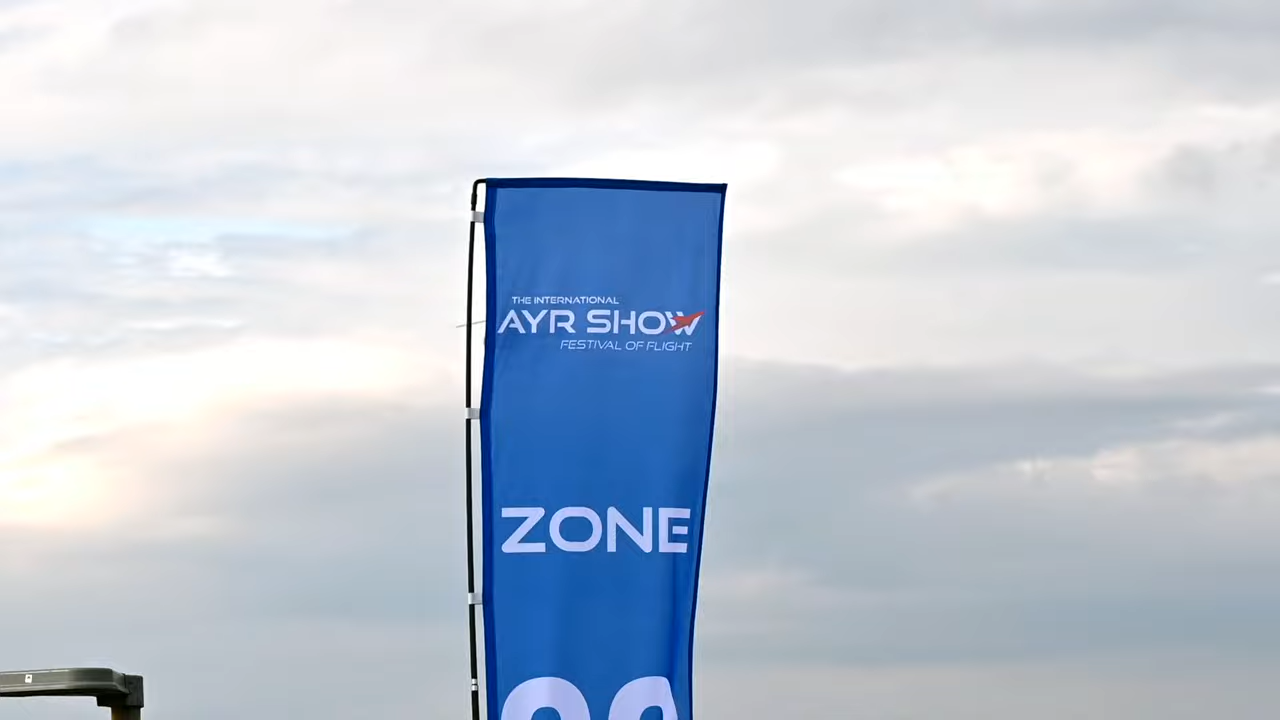 THE INTERNATIONAL
AYR SHOW
FESTIVAL OF FLIGHT
ZONE